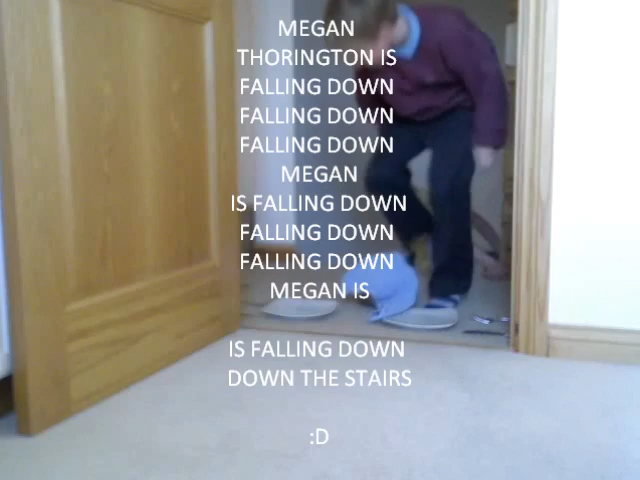 MEGAN
THORINGTON IS
FALLING DOWN
FALLING DOWN
FALLING DOWN
MEGAN
IS FALLING DOWN
FALLING DOWN
FALLING DOWN
MEGAN IS
IS FALLING DOWN
DOWN THE STAIRS
:D